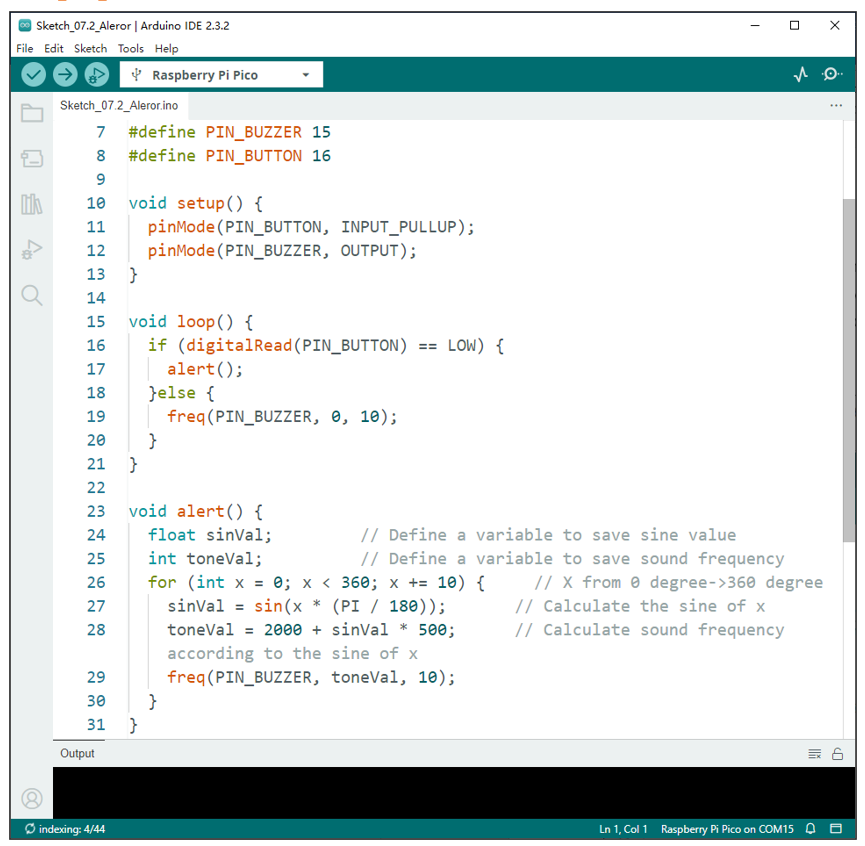 Sketch_07.2_Aleror | Arduino IDE 2.3.2
File Edit Sketch Tools Help
Raspberry Pi Pico
Sketch_07.2_Aleror.ino
7 #define PIN_BUZZER 15
8 #define PIN_BUTTON 16
9
10 void setup() {
11 pinMode(PIN_BUTTON, INPUT_PULLUP);
12 pinMode(PIN_BUZZER, OUTPUT);
13 }
14
15 void loop() {
16 if (digitalRead(PIN_BUTTON) == LOW) {
17 alert();
18 }else {
19 freq(PIN_BUZZER, 0, 10);
20 }
21 }
22
23 void alert() {
24 float sinVal; // Define a variable to save sine value
25 int toneVal; // Define a variable to save sound frequency
26 for (int x = 0; x < 360; x += 10) { // X from 0 degree->360 degree
27 sinVal = sin(x * (PI / 180)); // Calculate the sine of x
28 toneVal = 2000 + sinVal * 500; // Calculate sound frequency
according to the sine of x
29 freq(PIN_BUZZER, toneVal, 10);
30 }
31 }
Output
indexing: 4/44 Ln 1, Col 1 Raspberry Pi Pico on COM15